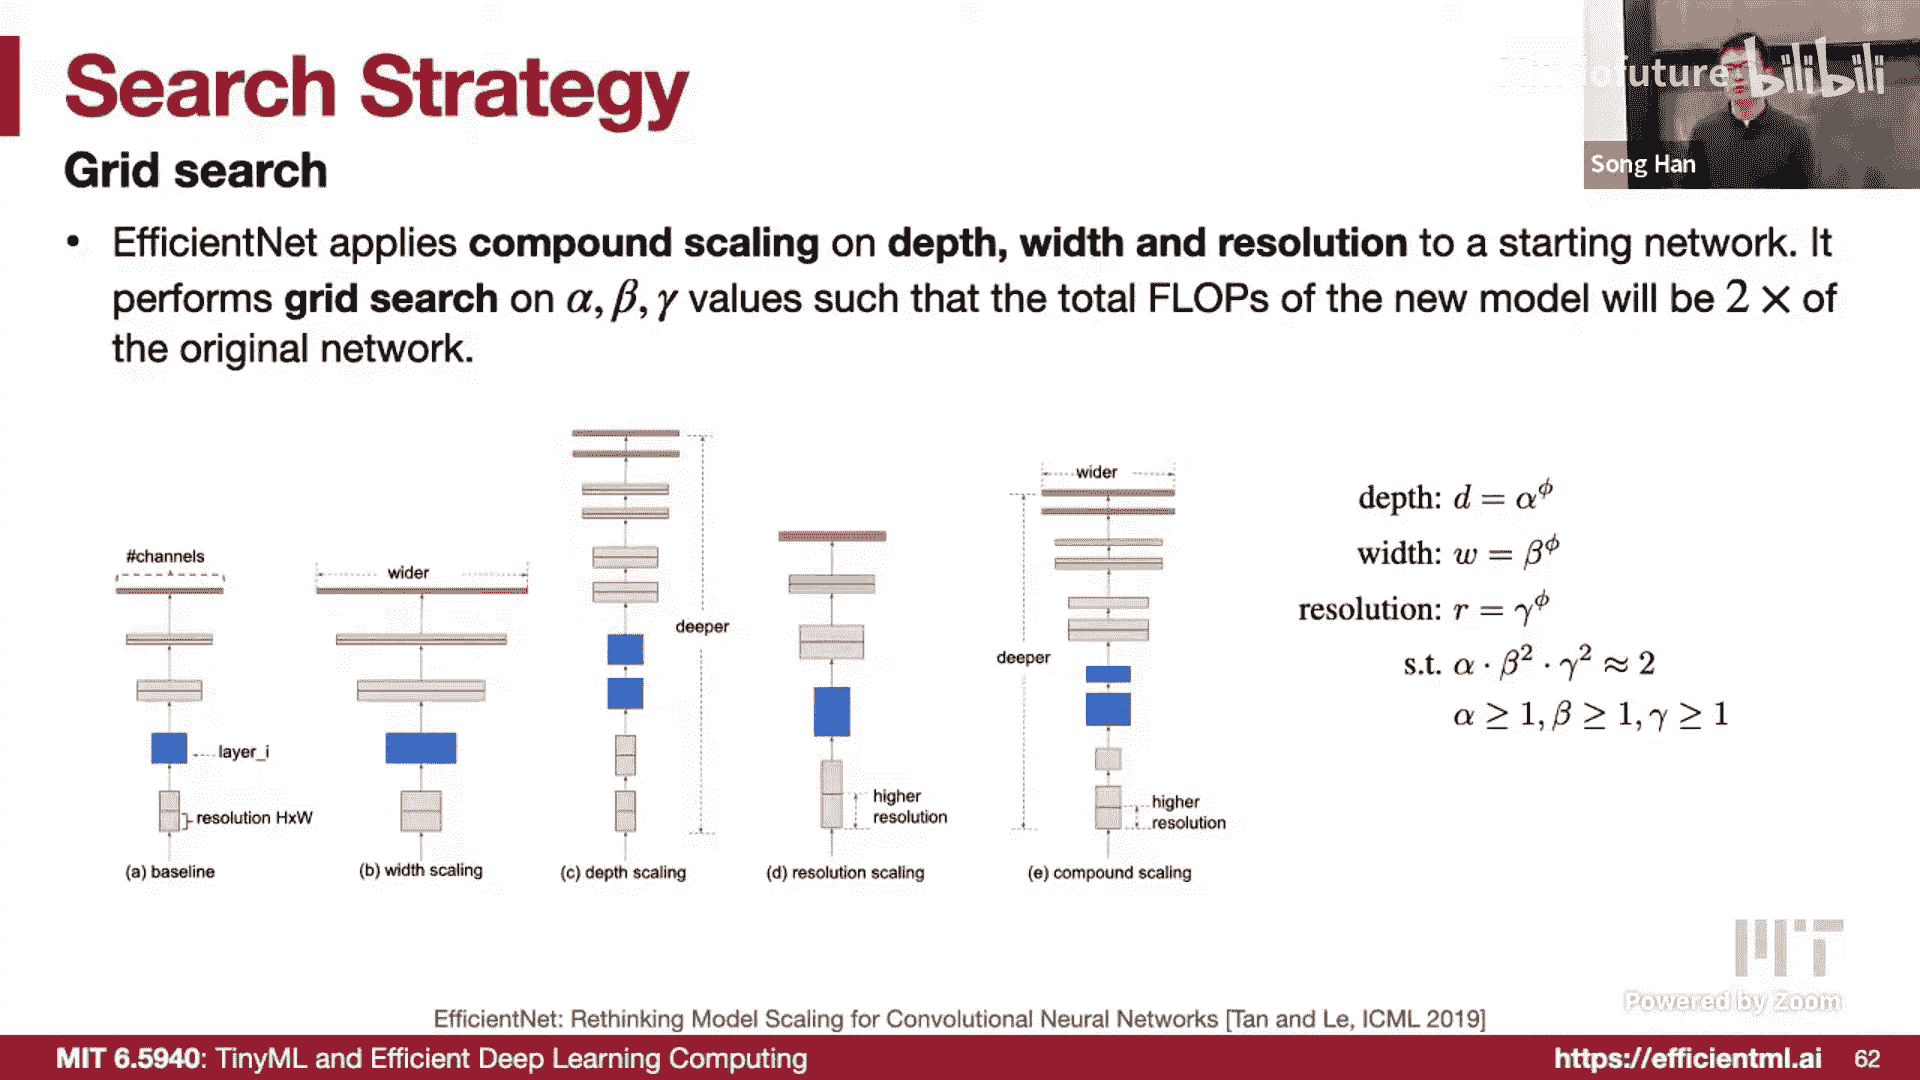 Search Strategy
Grid search
• EfficientNet applies compound scaling on depth, width and resolution to a starting network. It
performs grid search on α, β, γ values such that the total FLOPs of the new model will be 2 × of
the original network.
#channels
layer_i
resolution HxW
(a) baseline
wider
(b) width scaling
deeper
(c) depth scaling
higher
resolution
(d) resolution scaling
wider
deeper
higher
resolution
(e) compound scaling
depth: d = α^ϕ
width: w = β^ϕ
resolution: r = γ^ϕ
s.t. α · β² · γ² ≈ 2
α ≥ 1, β ≥ 1, γ ≥ 1
EfficientNet: Rethinking Model Scaling for Convolutional Neural Networks [Tan and Le, ICML 2019]
MIT 6.5940: TinyML and Efficient Deep Learning Computing
https://efficientml.ai
62
bilibili
Song Han
MIT
Powered by Zoom